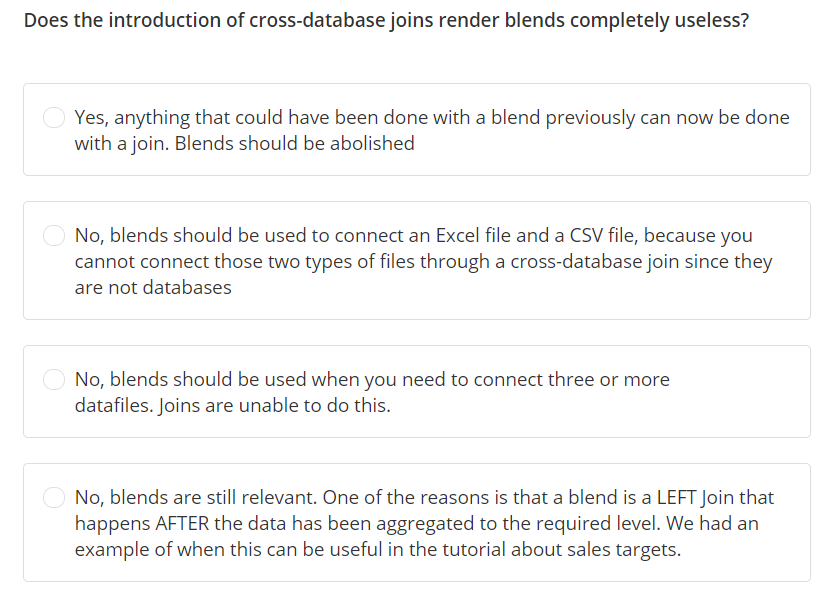 Does the introduction of cross-database joins render blends completely useless?
Yes, anything that could have been done with a blend previously can now be done
with a join. Blends should be abolished
No, blends should be used to connect an Excel file and a CSV file, because you
cannot connect those two types of files through a cross-database join since they
are not databases
No, blends should be used when you need to connect three or more
datafiles. Joins are unable to do this.
No, blends are still relevant. One of the reasons is that a blend is a LEFT Join that
happens AFTER the data has been aggregated to the required level. We had an
example of when this can be useful in the tutorial about sales targets.